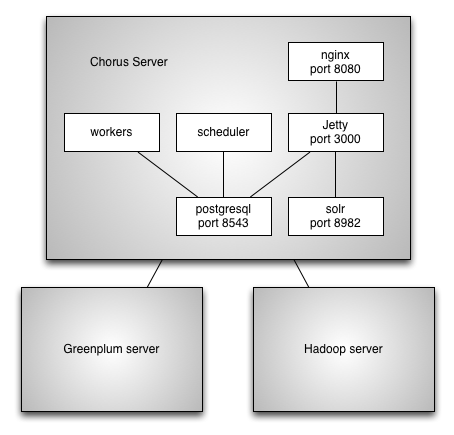 nginx
port 8080
Chorus Server
workers
scheduler
Jetty
port 3000
postgresql
port 8543
solr
port 8982
Greenplum server
Hadoop server